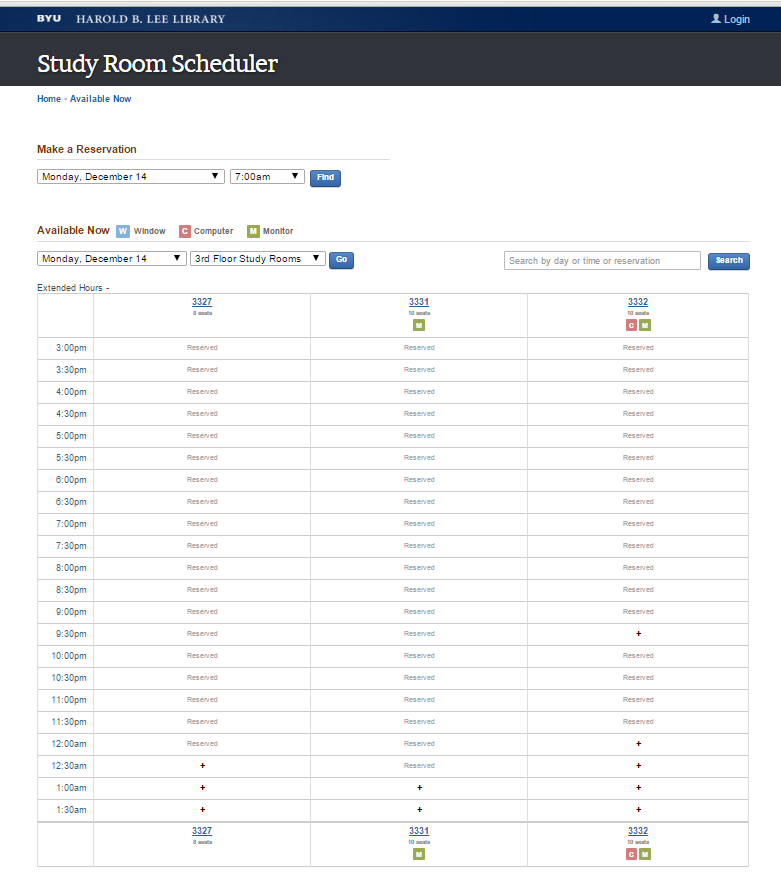 BYU HAROLD B. LEE LIBRARY Login
Study Room Scheduler
Home - Available Now
Make a Reservation
Monday, December 14 7:00am Find
Available Now W Window C Computer M Monitor
Monday, December 14 3rd Floor Study Rooms Go Search by day or time or reservation Search
Extended Hours -
3327 3331 3332
8 seats 10 seats 10 seats
M C M
3:00pm Reserved Reserved Reserved
3:30pm Reserved Reserved Reserved
4:00pm Reserved Reserved Reserved
4:30pm Reserved Reserved Reserved
5:00pm Reserved Reserved Reserved
5:30pm Reserved Reserved Reserved
6:00pm Reserved Reserved Reserved
6:30pm Reserved Reserved Reserved
7:00pm Reserved Reserved Reserved
7:30pm Reserved Reserved Reserved
8:00pm Reserved Reserved Reserved
8:30pm Reserved Reserved Reserved
9:00pm Reserved Reserved Reserved
9:30pm Reserved Reserved +
10:00pm Reserved Reserved Reserved
10:30pm Reserved Reserved Reserved
11:00pm Reserved Reserved Reserved
11:30pm Reserved Reserved Reserved
12:00am Reserved Reserved +
12:30am + Reserved +
1:00am + + +
1:30am + + +
3327 3331 3332
8 seats 10 seats 10 seats
M C M